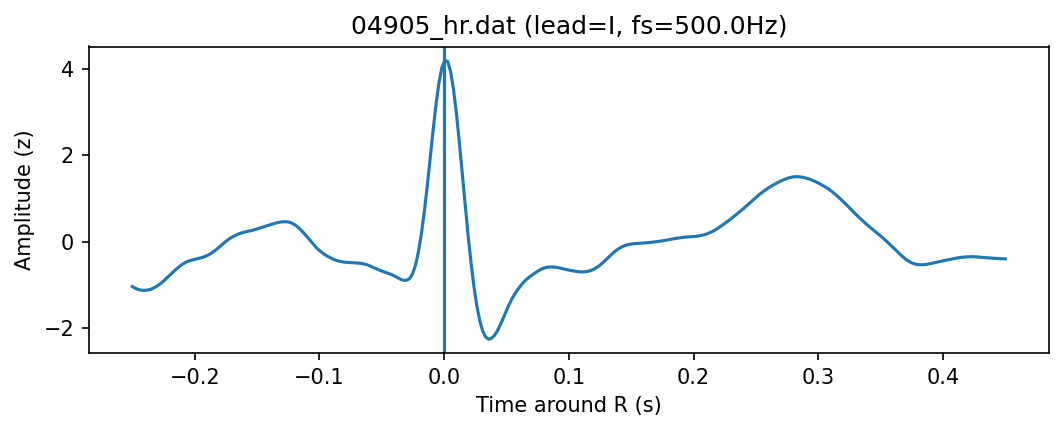 04905_hr.dat (lead=I, fs=500.0Hz)
Amplitude (z)
4
2
0
−2
−0.2 −0.1 0.0 0.1 0.2 0.3 0.4
Time around R (s)